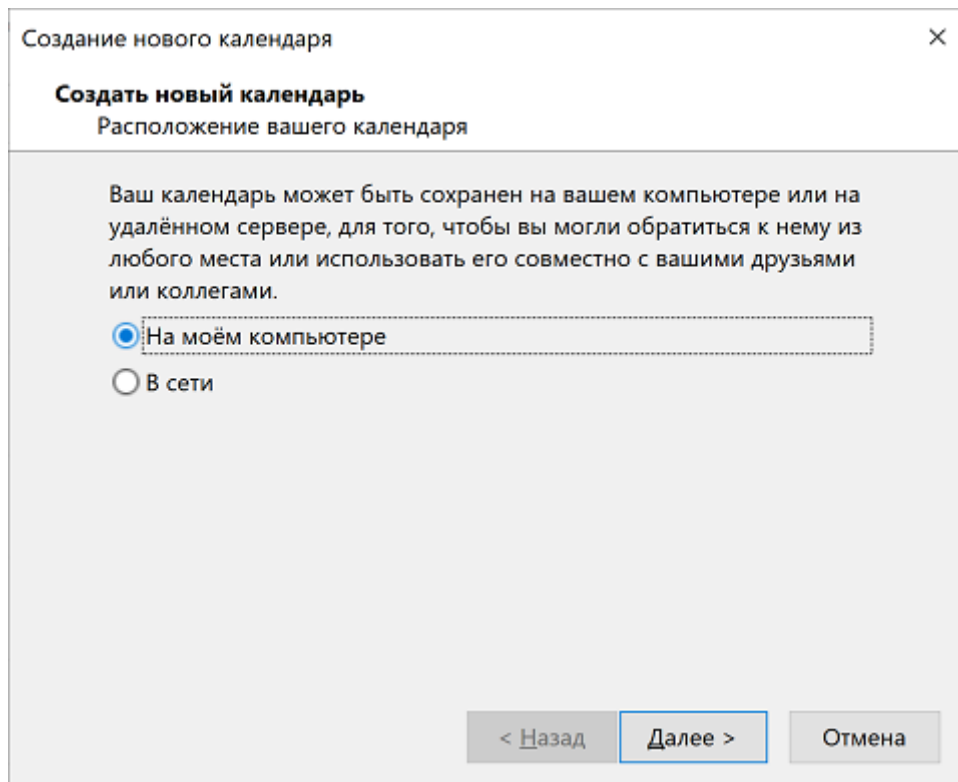 Создание нового календаря
Создать новый календарь
Расположение вашего календаря
Ваш календарь может быть сохранен на вашем компьютере или на
удалённом сервере, для того, чтобы вы могли обратиться к нему из
любого места или использовать его совместно с вашими друзьями
или коллегами.
На моём компьютере
В сети
< Назад Далее > Отмена